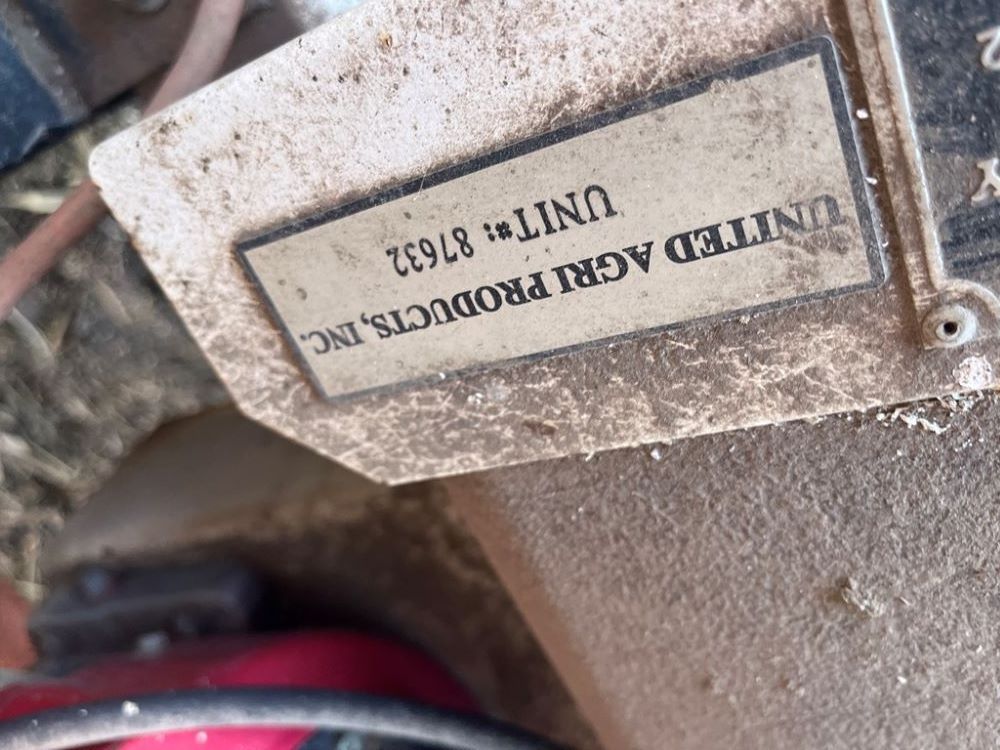 UNITED AGRI PRODUCTS, INC.
UNIT#: 87632